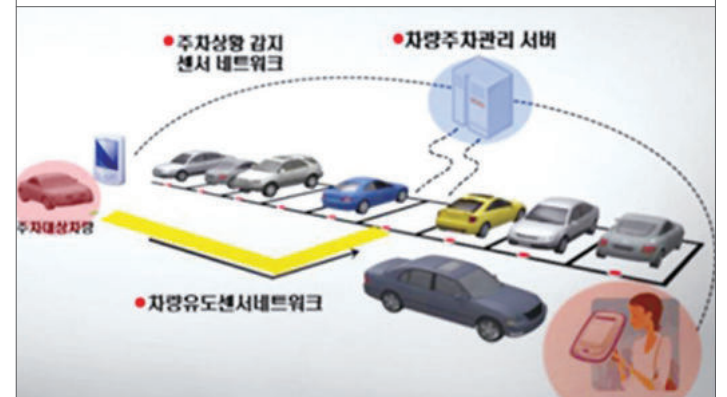 ●주차상황 감지
센서 네트워크
●차량주차관리 서버
주차대상차량
●차량유도센서네트워크